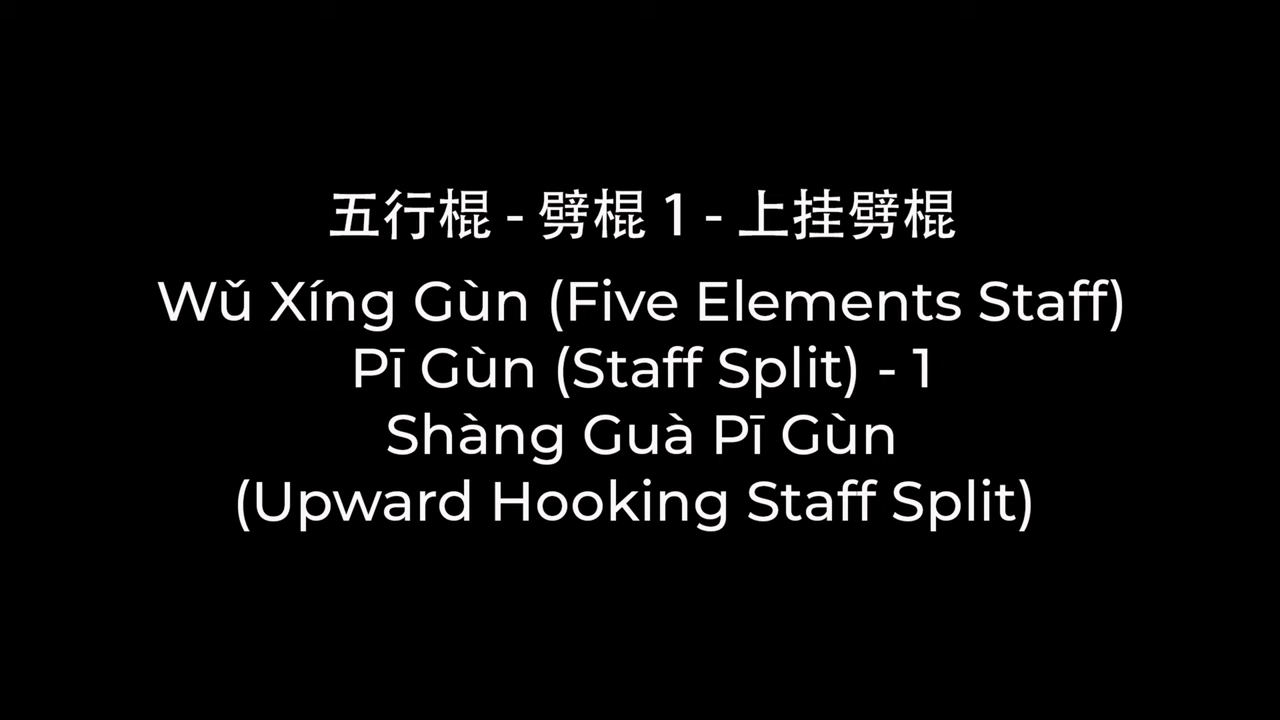 五行棍 - 劈棍 1 - 上挂劈棍
Wǔ Xíng Gùn (Five Elements Staff)
Pī Gùn (Staff Split) - 1
Shàng Guà Pī Gùn
(Upward Hooking Staff Split)